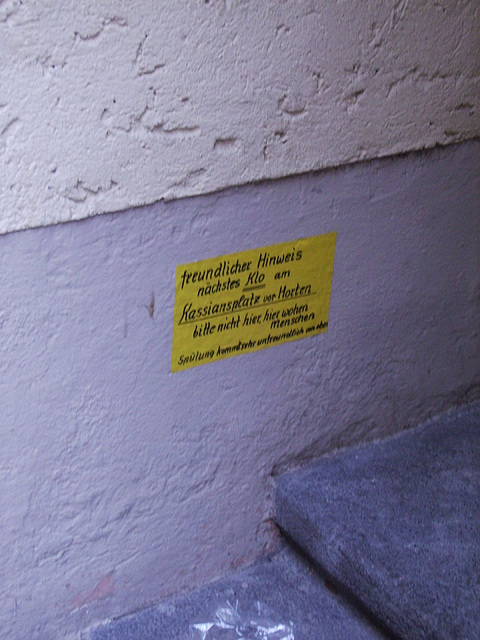 freundlicher Hinweis
nächstes Klo am
Kassiansplatz vor Horten
bitte nicht hier, hier wohnen
Menschen
Spülung kommt sehr unfreundlich von oben